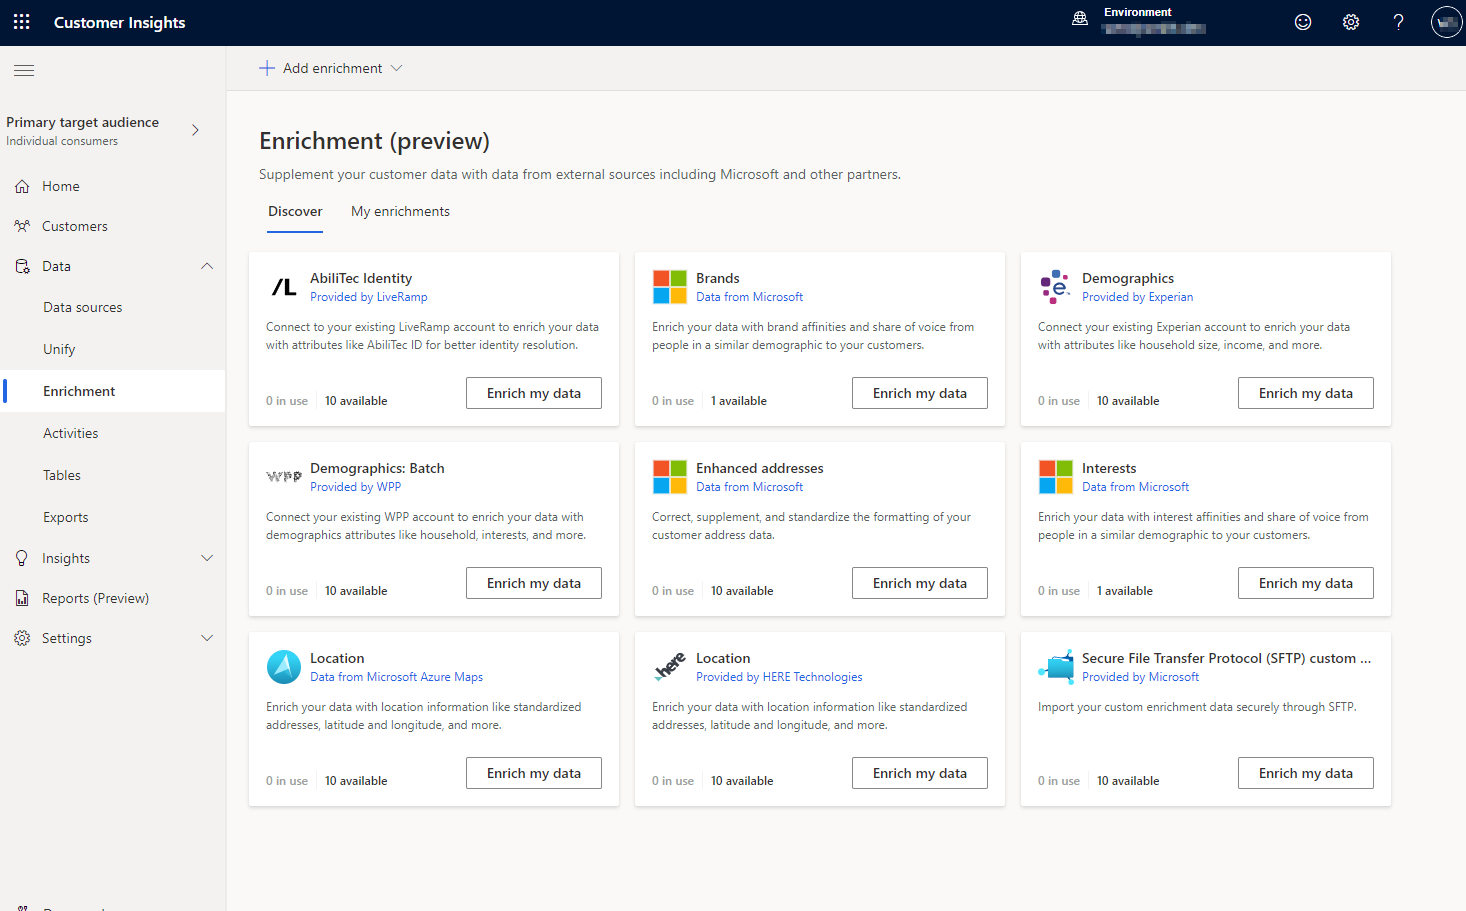 Customer Insights
Environment
Add enrichment
Primary target audience
Individual consumers
Home
Customers
Data
Data sources
Unify
Enrichment
Activities
Tables
Exports
Insights
Reports (Preview)
Settings
Enrichment (preview)
Supplement your customer data with data from external sources including Microsoft and other partners.
Discover
My enrichments
AbiliTec Identity
Provided by LiveRamp
Connect to your existing LiveRamp account to enrich your data
with attributes like AbiliTec ID for better identity resolution.
0 in use
10 available
Enrich my data
Brands
Data from Microsoft
Enrich your data with brand affinities and share of voice from
people in a similar demographic to your customers.
0 in use
1 available
Enrich my data
Demographics
Provided by Experian
Connect your existing Experian account to enrich your data
with attributes like household size, income, and more.
0 in use
10 available
Enrich my data
WPP
Demographics: Batch
Provided by WPP
Connect your existing WPP account to enrich your data with
demographics attributes like household, interests, and more.
0 in use
10 available
Enrich my data
Enhanced addresses
Data from Microsoft
Correct, supplement, and standardize the formatting of your
customer address data.
0 in use
10 available
Enrich my data
Interests
Data from Microsoft
Enrich your data with interest affinities and share of voice from
people in a similar demographic to your customers.
0 in use
1 available
Enrich my data
Location
Data from Microsoft Azure Maps
Enrich your data with location information like standardized
addresses, latitude and longitude, and more.
0 in use
10 available
Enrich my data
here
Location
Provided by HERE Technologies
Enrich your data with location information like standardized
addresses, latitude and longitude, and more.
0 in use
10 available
Enrich my data
Secure File Transfer Protocol (SFTP) custom ...
Provided by Microsoft
Import your custom enrichment data securely through SFTP.
0 in use
10 available
Enrich my data